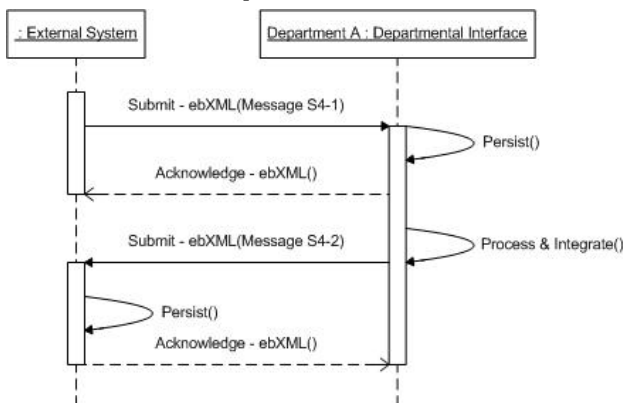 : External System
Department A : Departmental Interface
Submit - ebXML(Message S4-1)
Persist()
Acknowledge - ebXML()
Submit - ebXML(Message S4-2)
Process & Integrate()
Persist()
Acknowledge - ebXML()